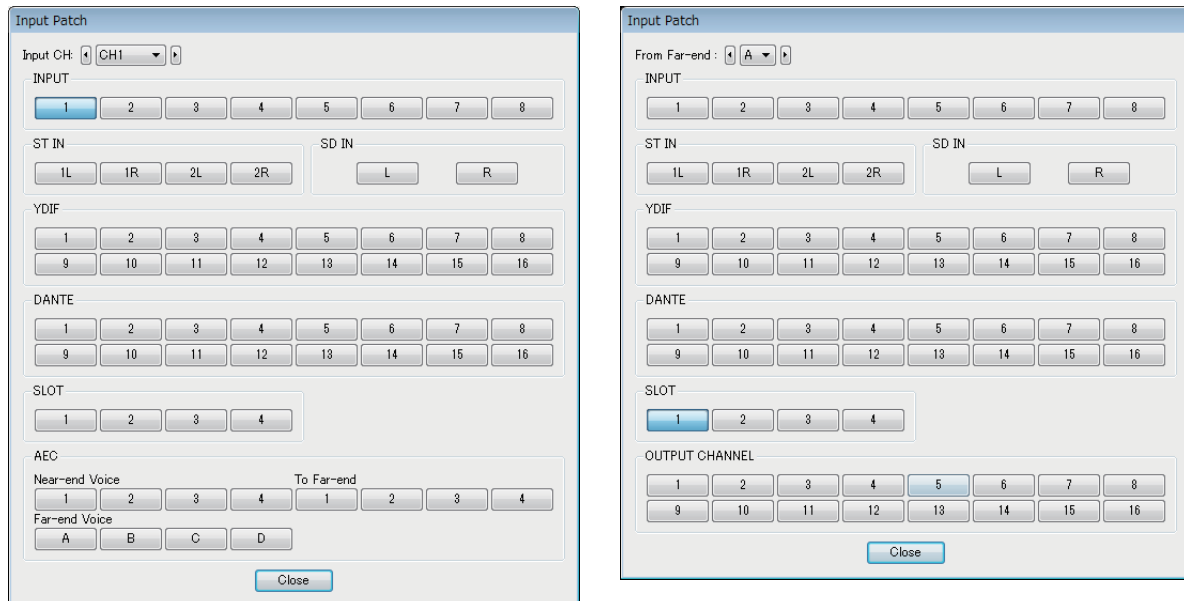 Input Patch
Input CH: CH1
INPUT
1 2 3 4 5 6 7 8
ST IN SD IN
1L 1R 2L 2R L R
YDIF
1 2 3 4 5 6 7 8
9 10 11 12 13 14 15 16
DANTE
1 2 3 4 5 6 7 8
9 10 11 12 13 14 15 16
SLOT
1 2 3 4
AEC
Near-end Voice To Far-end
1 2 3 4 1 2 3 4
Far-end Voice
A B C D
Close
Input Patch
From Far-end : A
INPUT
1 2 3 4 5 6 7 8
ST IN SD IN
1L 1R 2L 2R L R
YDIF
1 2 3 4 5 6 7 8
9 10 11 12 13 14 15 16
DANTE
1 2 3 4 5 6 7 8
9 10 11 12 13 14 15 16
SLOT
1 2 3 4
OUTPUT CHANNEL
1 2 3 4 5 6 7 8
9 10 11 12 13 14 15 16
Close